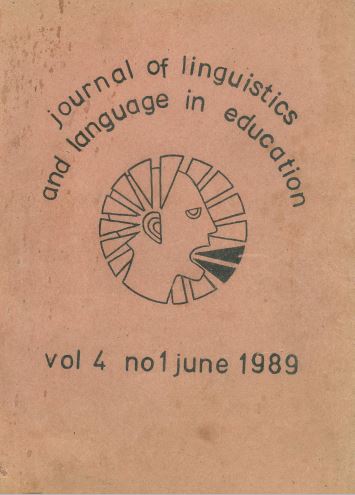 journal of linguistics
and language in education
vol 4 no1 june 1989